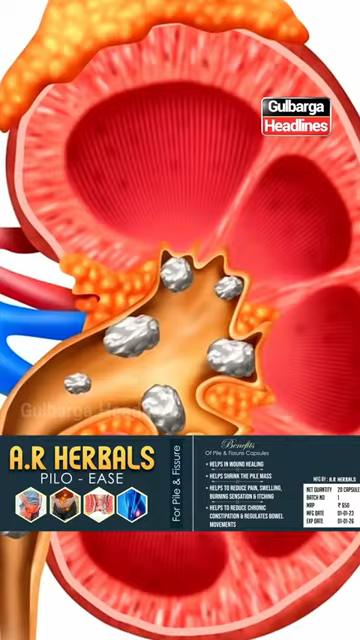 Gulbarga
Headlines
Gulbarga Head
A.R HERBALS
PILO - EASE
For Pile & Fissure
Benefits
Of Pile & Fissure Capsules
• HELPS IN WOUND HEALING
• HELPS SHRINK THE PILE MASS
• HELPS TO REDUCE PAIN, SWELLING,
BURNING SENSATION & ITCHING
• HELPS TO REDUCE CHRONIC
CONSTIPATION & REGULATES BOWEL
MOVEMENTS
MFG BY : A.R HERBALS
NET QUANTITY 20 CAPSULE
BATCH NO 1
MRP ₹ 650
MFG DATE 01-01-23
EXP DATE 01-01-26